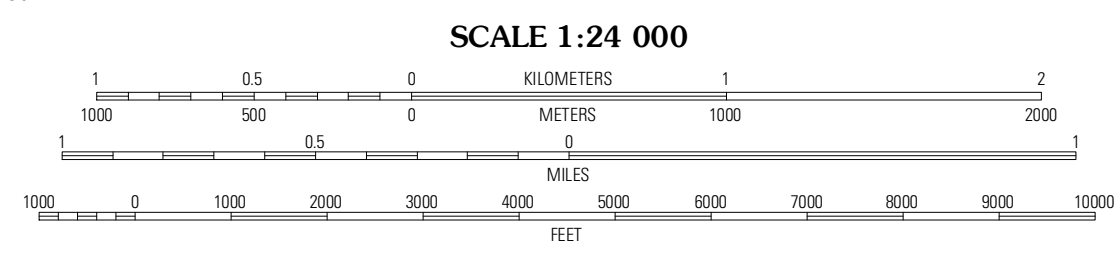 SCALE 1:24 000
1 0.5 0 KILOMETERS 1 2
1000 500 0 METERS 1000 2000
1 0.5 0 1
MILES
1000 0 1000 2000 3000 4000 5000 6000 7000 8000 9000 10000
FEET